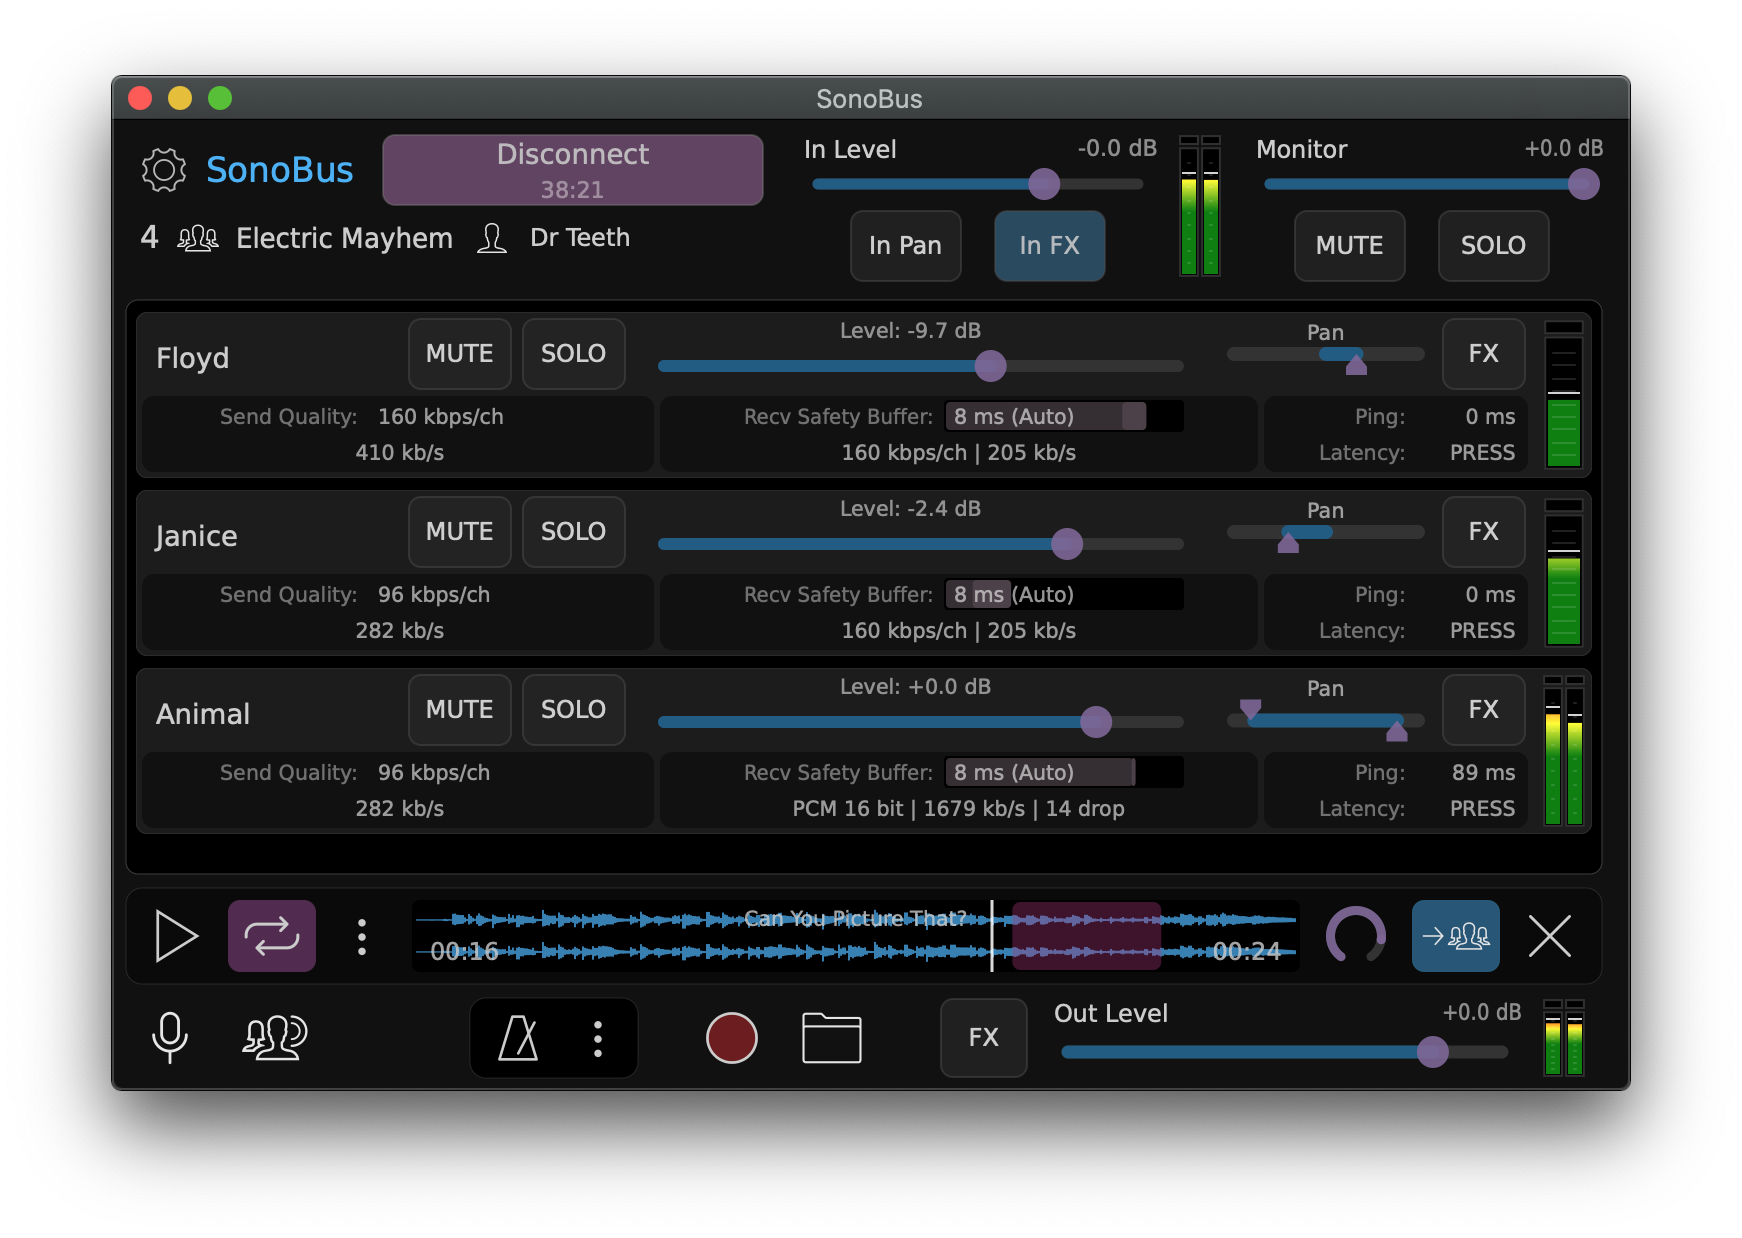 SonoBus
SonoBus
Disconnect
38:21
In Level -0.0 dB
Monitor +0.0 dB
4 Electric Mayhem Dr Teeth
In Pan In FX MUTE SOLO
Floyd MUTE SOLO Level: -9.7 dB Pan FX
Send Quality: 160 kbps/ch Recv Safety Buffer: 8 ms (Auto) Ping: 0 ms
410 kb/s 160 kbps/ch | 205 kb/s Latency: PRESS
Janice MUTE SOLO Level: -2.4 dB Pan FX
Send Quality: 96 kbps/ch Recv Safety Buffer: 8 ms (Auto) Ping: 0 ms
282 kb/s 160 kbps/ch | 205 kb/s Latency: PRESS
Animal MUTE SOLO Level: +0.0 dB Pan FX
Send Quality: 96 kbps/ch Recv Safety Buffer: 8 ms (Auto) Ping: 89 ms
282 kb/s PCM 16 bit | 1679 kb/s | 14 drop Latency: PRESS
Can You Picture That?
00:16 00:24
FX Out Level +0.0 dB